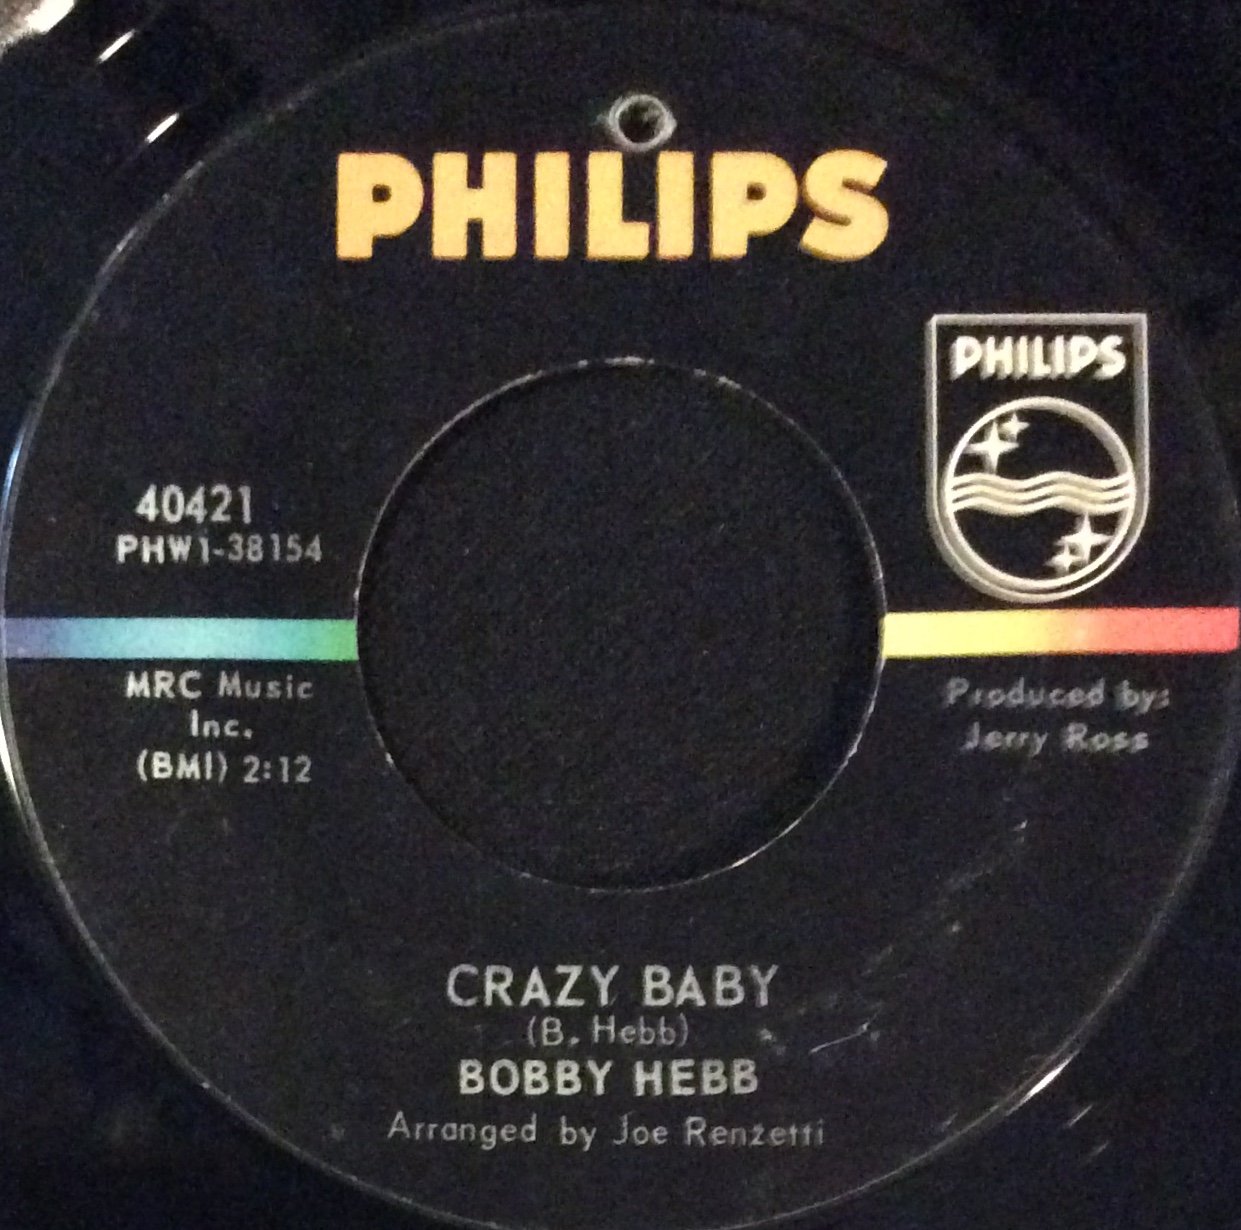 PHILIPS
PHILIPS
40421
PHW1-38154
MRC Music
Inc.
(BMI) 2:12
Produced by:
Jerry Ross
CRAZY BABY
(B. Hebb)
BOBBY HEBB
Arranged by Joe Renzetti